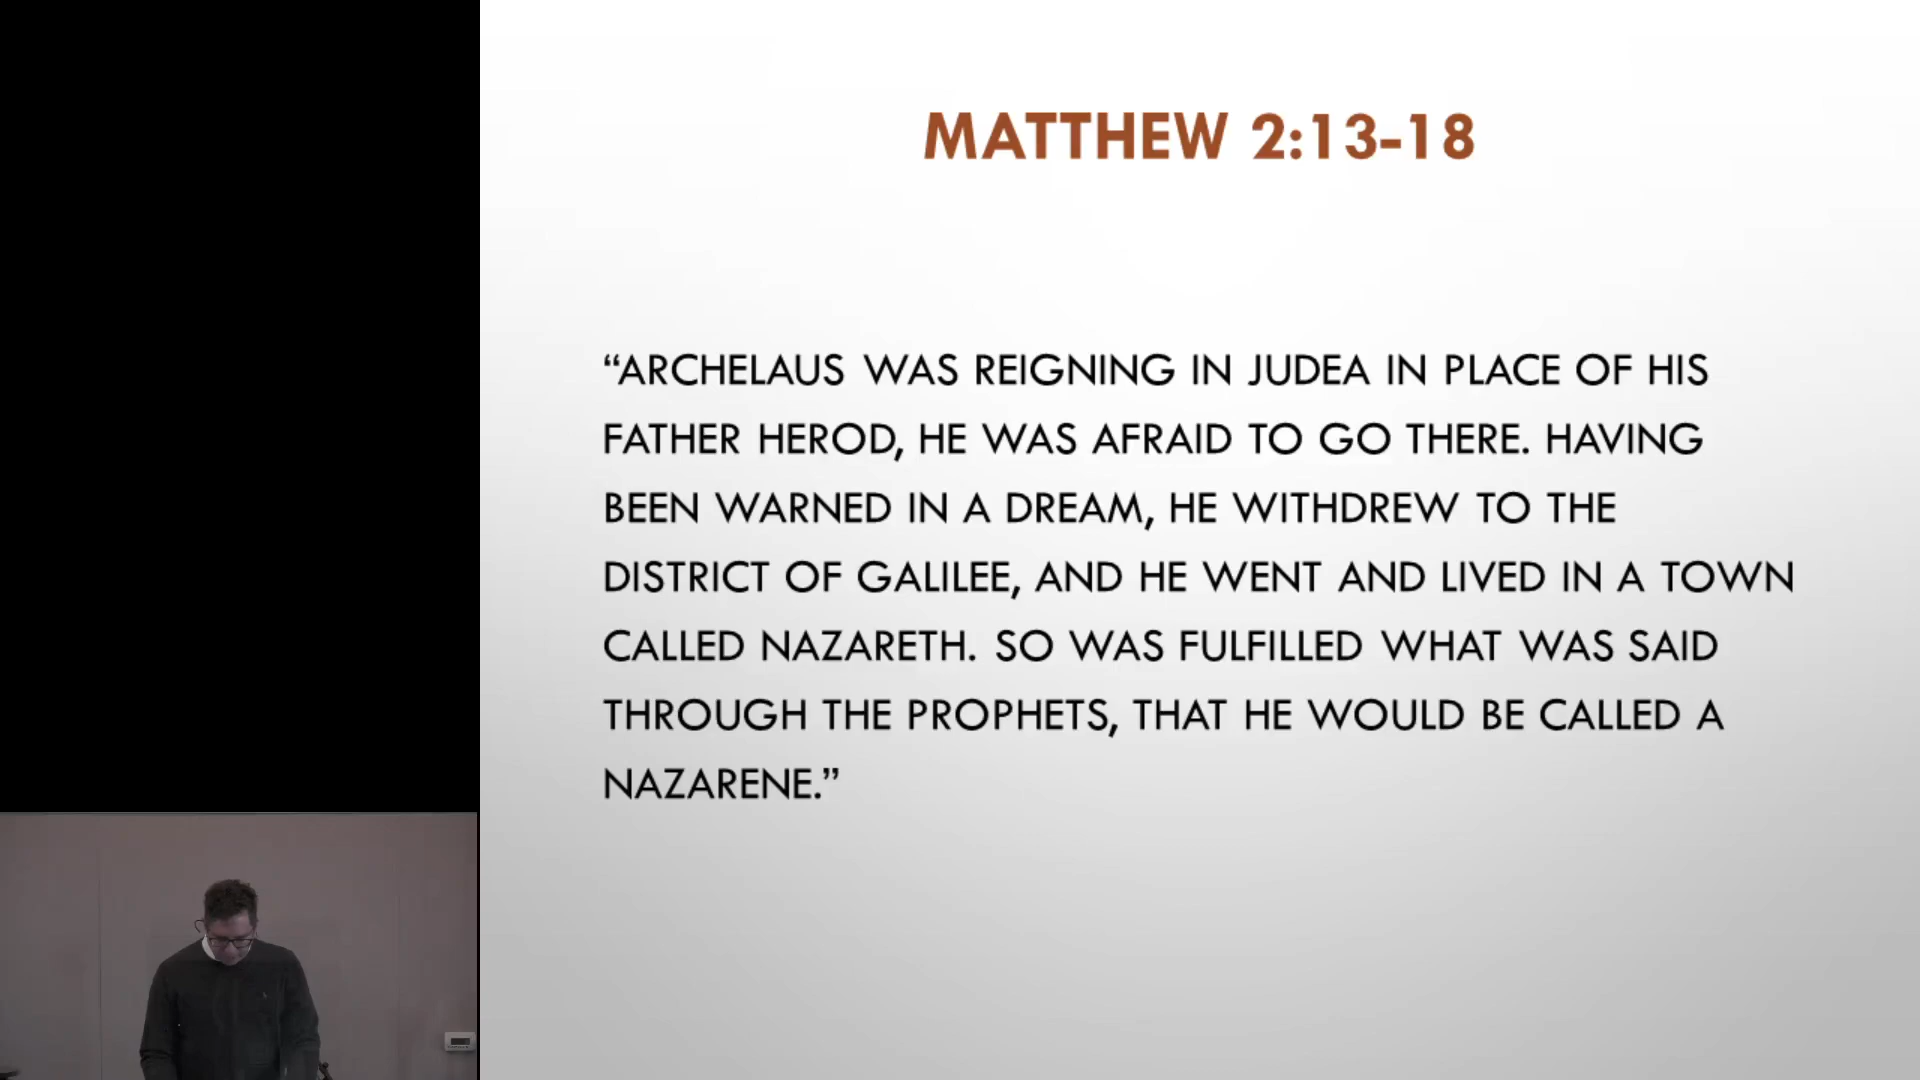 MATTHEW 2:13-18
“ARCHELAUS WAS REIGNING IN JUDEA IN PLACE OF HIS
FATHER HEROD, HE WAS AFRAID TO GO THERE. HAVING
BEEN WARNED IN A DREAM, HE WITHDREW TO THE
DISTRICT OF GALILEE, AND HE WENT AND LIVED IN A TOWN
CALLED NAZARETH. SO WAS FULFILLED WHAT WAS SAID
THROUGH THE PROPHETS, THAT HE WOULD BE CALLED A
NAZARENE.”